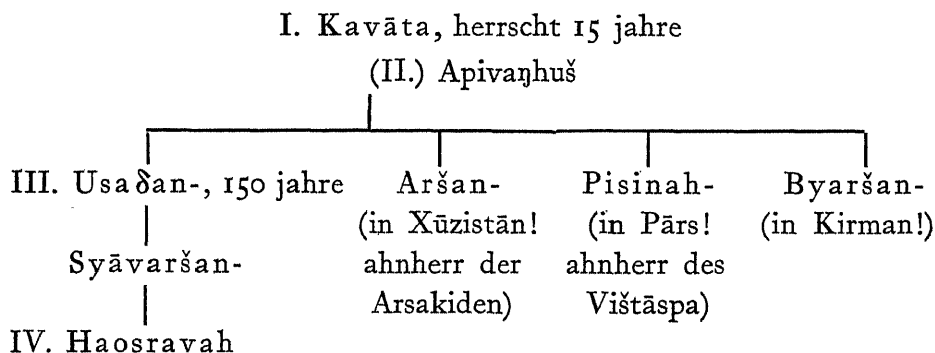 I. Kavāta, herrscht 15 jahre
(II.) Apivaŋhuš
III. Usaδan-, 150 jahre Aršan- Pisinah- Byaršan-
(in Xūzistān! (in Pārs! (in Kirman!)
Syāvaršan- ahnherr der ahnherr des
Arsakiden) Vištāspa)
IV. Haosravah